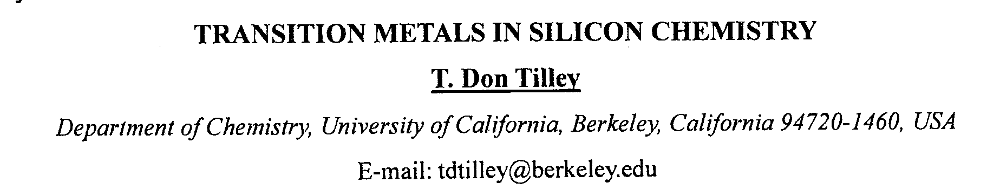 TRANSITION METALS IN SILICON CHEMISTRY
T. Don Tilley
Department of Chemistry, University of California, Berkeley, California 94720-1460, USA
E-mail: tdtilley@berkeley.edu